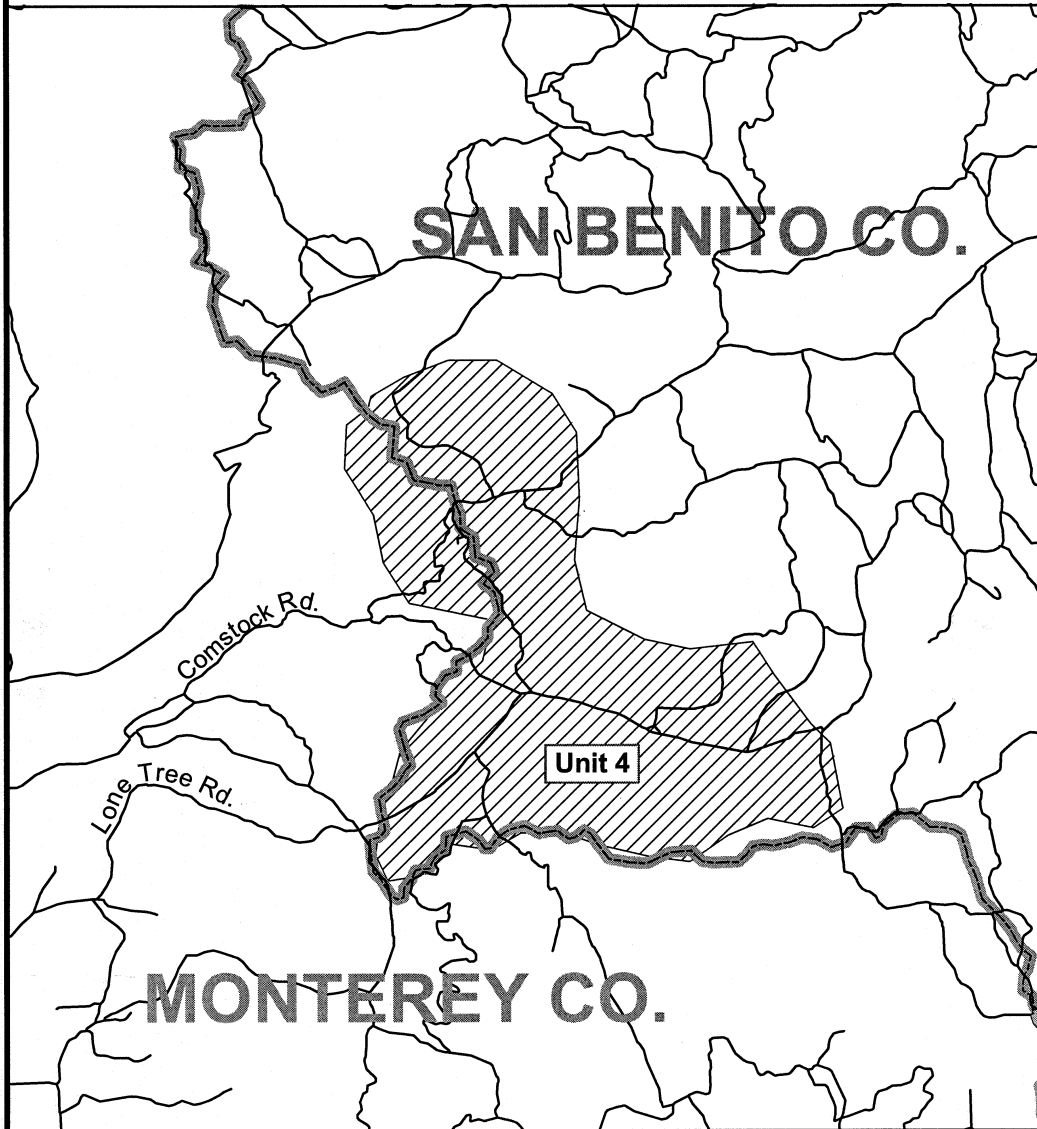 SAN BENITO CO.
Comstock Rd.
Unit 4
Lone Tree Rd.
MONTEREY CO.